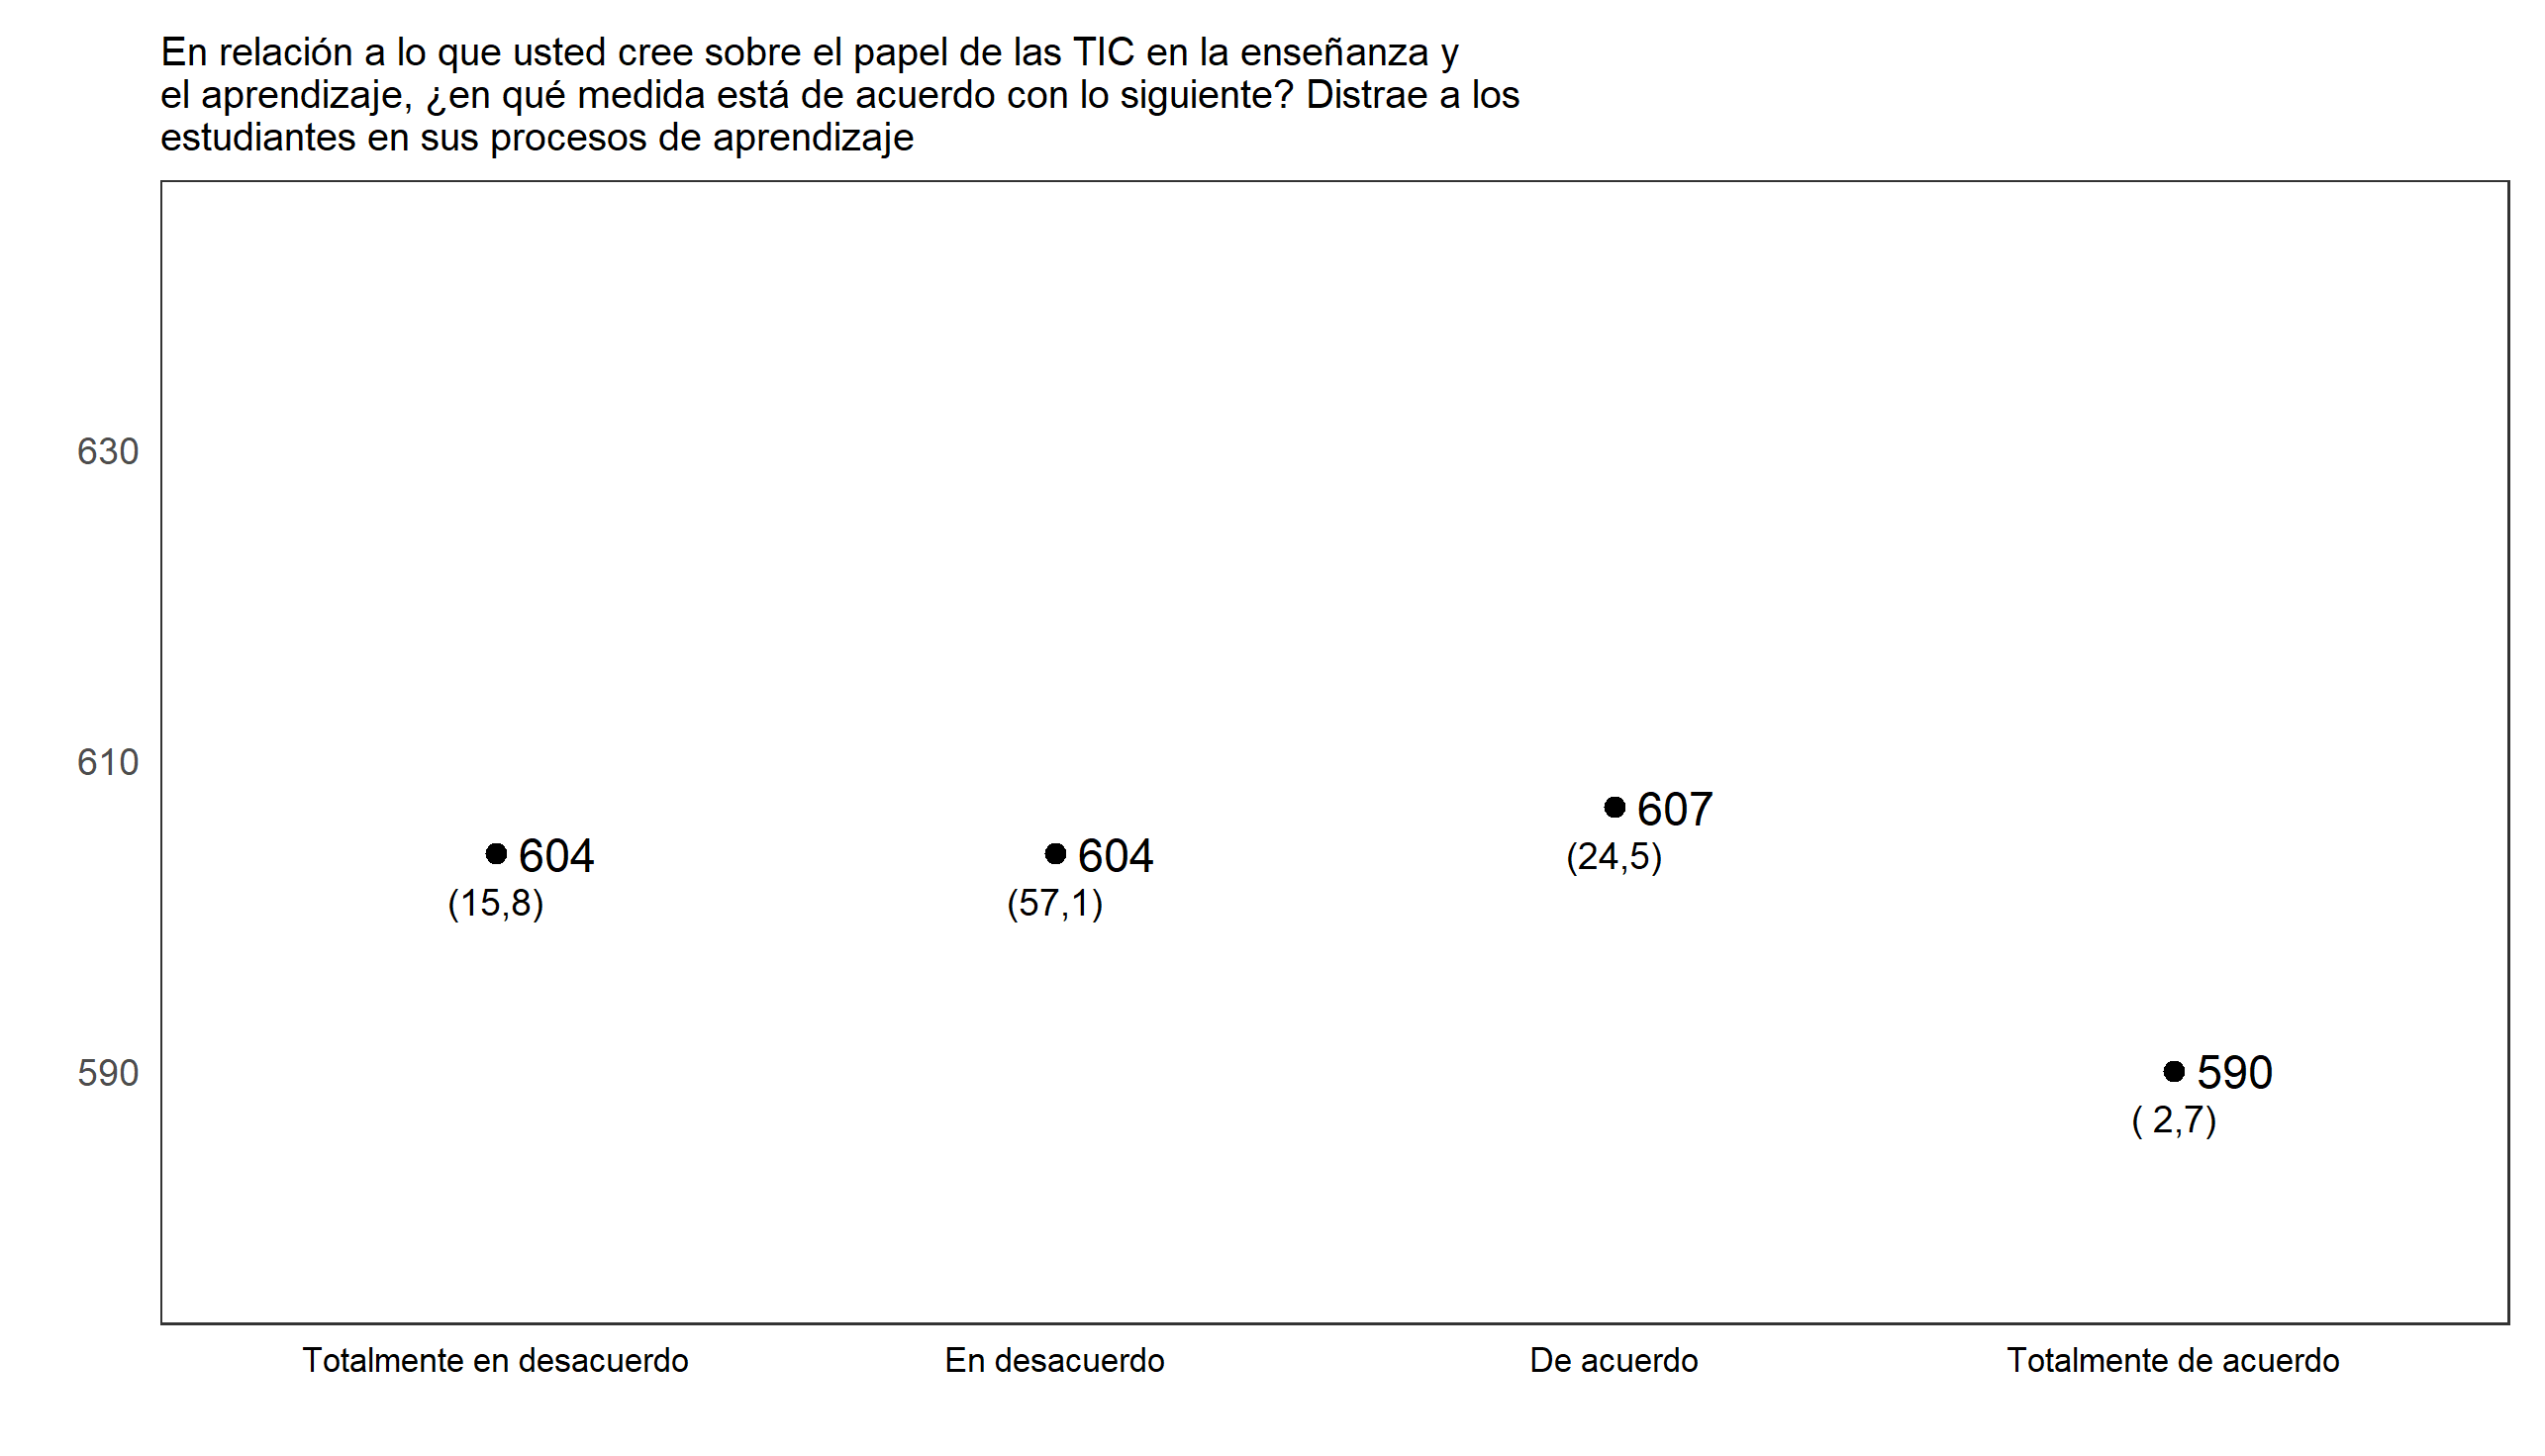 En relación a lo que usted cree sobre el papel de las TIC en la enseñanza y
el aprendizaje, ¿en qué medida está de acuerdo con lo siguiente? Distrae a los
estudiantes en sus procesos de aprendizaje
630
610
590
604
(15,8)
604
(57,1)
607
(24,5)
590
( 2,7)
Totalmente en desacuerdo
En desacuerdo
De acuerdo
Totalmente de acuerdo